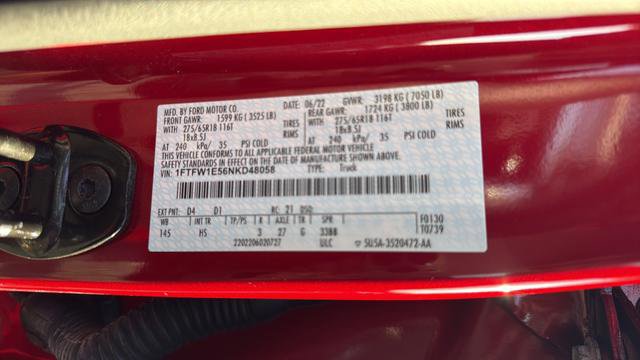 MFD. BY FORD MOTOR CO. DATE: 06/22 GVWR: 3198 KG ( 7050 LB)
FRONT GAWR: 1599 KG ( 3525 LB) REAR GAWR: 1724 KG ( 3800 LB)
WITH 275/65R18 116T TIRES WITH 275/65R18 116T TIRES
18x8.5J RIMS 18x8.5J RIMS
AT 240 kPa/ 35 PSI COLD AT 240 kPa/ 35 PSI COLD
THIS VEHICLE CONFORMS TO ALL APPLICABLE FEDERAL MOTOR VEHICLE
SAFETY STANDARDS IN EFFECT ON THE DATE OF MANUFACTURE SHOWN ABOVE.
VIN: 1FTFW1E56NKD48058 TYPE: Truck
EXT PNT: D4 D1 RC: 21 DSO:
WB INT TR TP/PS R AXLE TR SPR F0130
145 HS 3 27 G 3388 T0739
2202206020727 ULC 5U5A-3520472-AA